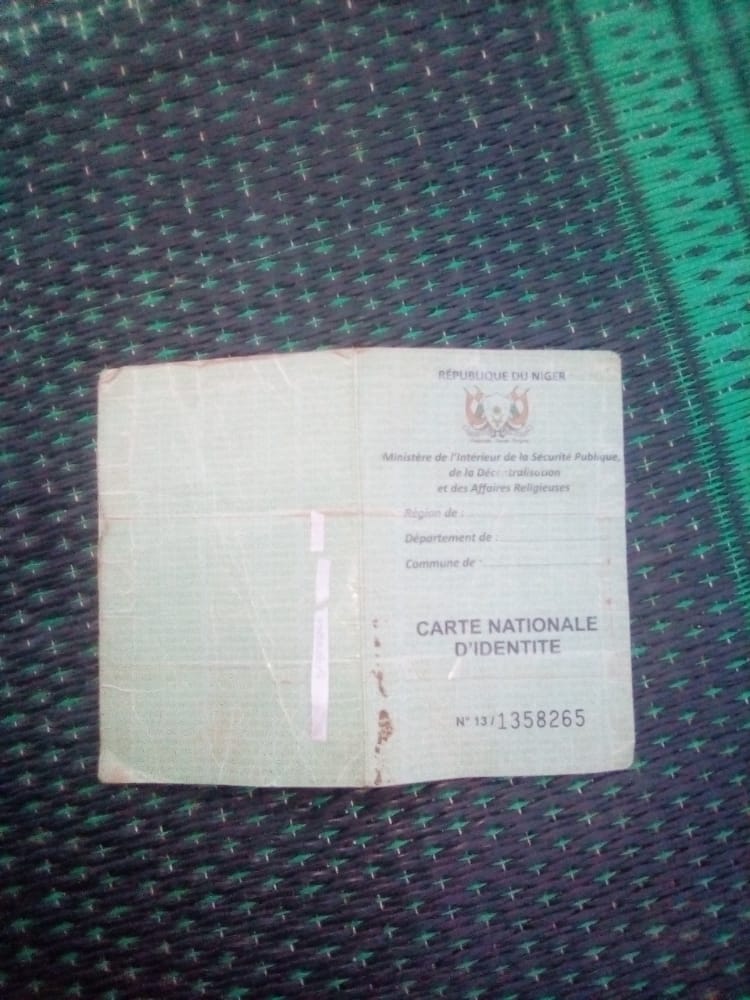 RÉPUBLIQUE DU NIGER
Ministère de l'Intérieur de la Sécurité Publique,
de la Décentralisation
et des Affaires Religieuses
Région de :
Département de :
Commune de :
CARTE NATIONALE
D'IDENTITE
N° 13 / 1358265